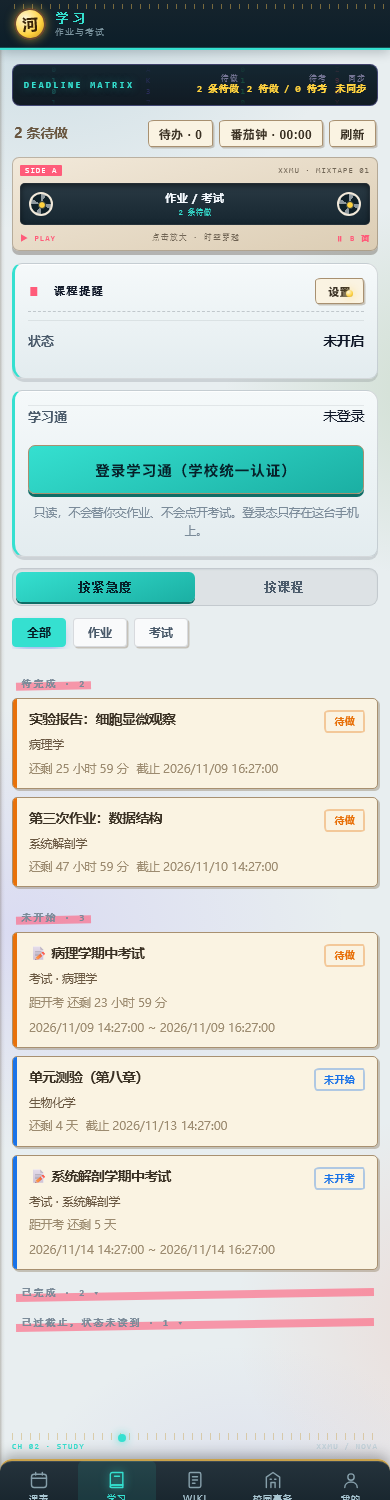 河
学习
作业与考试
DEADLINE MATRIX
待做 待考 同步
2 条待做 2 待做 / 0 待考 未同步
2 条待做
待办 · 0
番茄钟 · 00:00
刷新
SIDE A
XXMU · MIXTAPE 01
作业 / 考试
2 条待做
▶ PLAY
点击放大 · 时空穿越
课程提醒
设置
状态
未开启
学习通
未登录
登录学习通（学校统一认证）
只读，不会替你交作业、不会点开考试。登录态只存在这台手机
上。
按紧急度
按课程
全部
作业
考试
待完成 · 2
实验报告：细胞显微观察
待做
病理学
还剩 25 小时 59 分 截止 2026/11/09 16:27:00
第三次作业：数据结构
待做
系统解剖学
还剩 47 小时 59 分 截止 2026/11/10 14:27:00
未开始 · 3
📝 病理学期中考试
待做
考试 · 病理学
距开考 还剩 23 小时 59 分
2026/11/09 14:27:00 ~ 2026/11/09 16:27:00
单元测验（第八章）
未开始
生物化学
还剩 4 天 截止 2026/11/13 14:27:00
📝 系统解剖学期中考试
未开考
考试 · 系统解剖学
距开考 还剩 5 天
2026/11/14 14:27:00 ~ 2026/11/14 16:27:00
已完成 · 2
已过截止，状态未读到 · 1
CH 02 · STUDY
XXMU / NOVA
课表
学习
WIKI
校园事务
我的